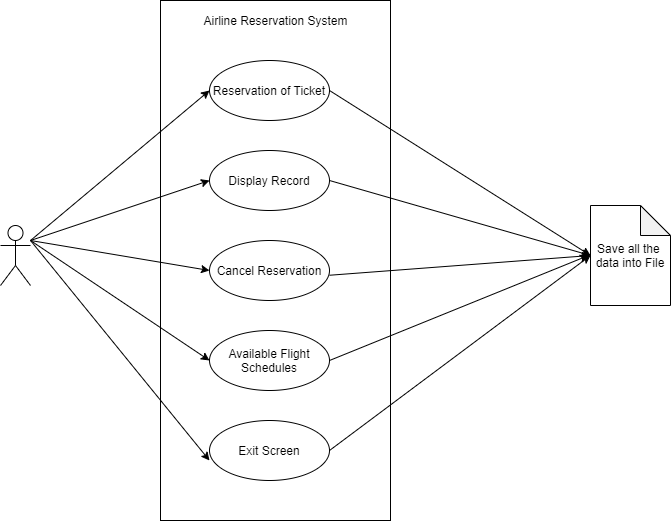 Airline Reservation System
Reservation of Ticket
Display Record
Cancel Reservation
Available Flight
Schedules
Exit Screen
Save all the
data into File